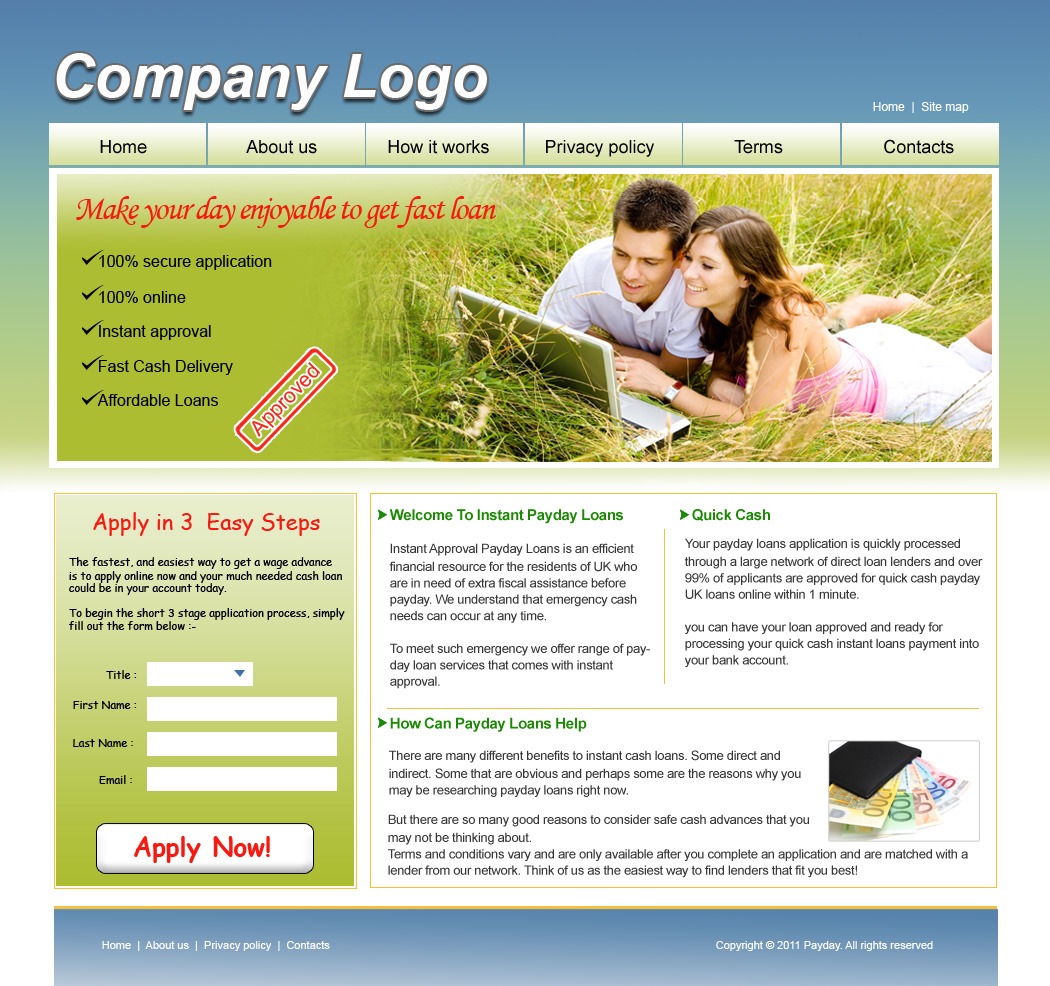 Company Logo
Home | Site map
Home About us How it works Privacy policy Terms Contacts
Make your day enjoyable to get fast loan
100% secure application
100% online
Instant approval
Fast Cash Delivery
Affordable Loans
Approved
Apply in 3 Easy Steps
The fastest, and easiest way to get a wage advance
is to apply online now and your much needed cash loan
could be in your account today.
To begin the short 3 stage application process, simply
fill out the form below :-
Title :
First Name :
Last Name :
Email :
Apply Now!
Welcome To Instant Payday Loans
Instant Approval Payday Loans is an efficient
financial resource for the residents of UK who
are in need of extra fiscal assistance before
payday. We understand that emergency cash
needs can occur at any time.
To meet such emergency we offer range of pay-
day loan services that comes with instant
approval.
Quick Cash
Your payday loans application is quickly processed
through a large network of direct loan lenders and over
99% of applicants are approved for quick cash payday
UK loans online within 1 minute.
you can have your loan approved and ready for
processing your quick cash instant loans payment into
your bank account.
How Can Payday Loans Help
There are many different benefits to instant cash loans. Some direct and
indirect. Some that are obvious and perhaps some are the reasons why you
may be researching payday loans right now.
But there are so many good reasons to consider safe cash advances that you
may not be thinking about.
Terms and conditions vary and are only available after you complete an application and are matched with a
lender from our network. Think of us as the easiest way to find lenders that fit you best!
200 100 50 10
Home | About us | Privacy policy | Contacts
Copyright © 2011 Payday. All rights reserved